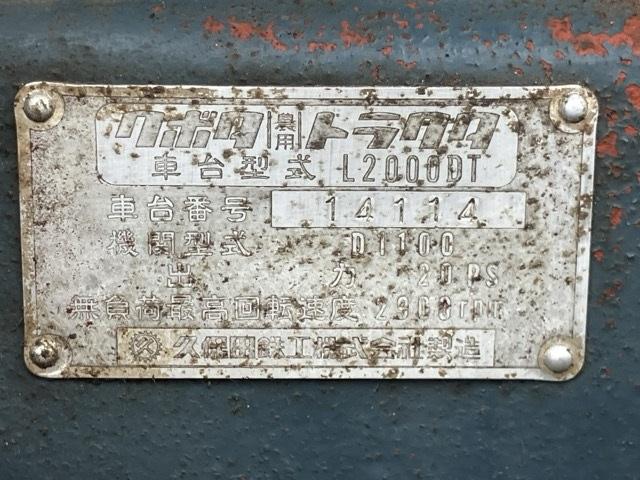 クボタ農用トラクタ
車台型式 L2000DT
車台番号 14114
機関型式 D1100
出力 20PS
無負荷最高回転速度 2900rpm
久保田鉄工株式会社製造